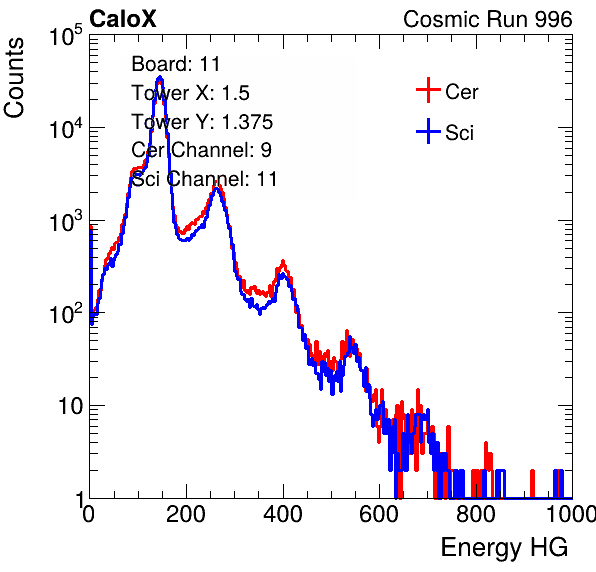 CaloX Cosmic Run 996
Counts
Board: 11
Tower X: 1.5
Tower Y: 1.375
Cer Channel: 9
Sci Channel: 11
Cer
Sci
10^5
10^4
10^3
10^2
10
1
0 200 400 600 800 1000
Energy HG